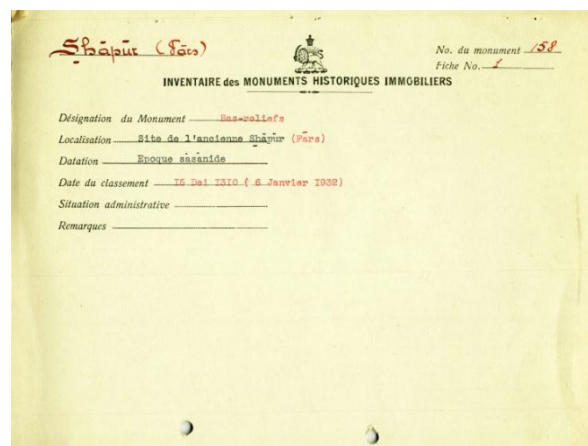 Shāpūr (Fārs)
No. du monument 158
Fiche No. 1
INVENTAIRE des MONUMENTS HISTORIQUES IMMOBILIERS
Désignation du Monument Bas-reliefs
Localisation Site de l'ancienne Shāpūr (Fārs)
Datation Epoque sàsànide
Date du classement 15 Dei 1310 ( 6 Janvier 1932)
Situation administrative
Remarques